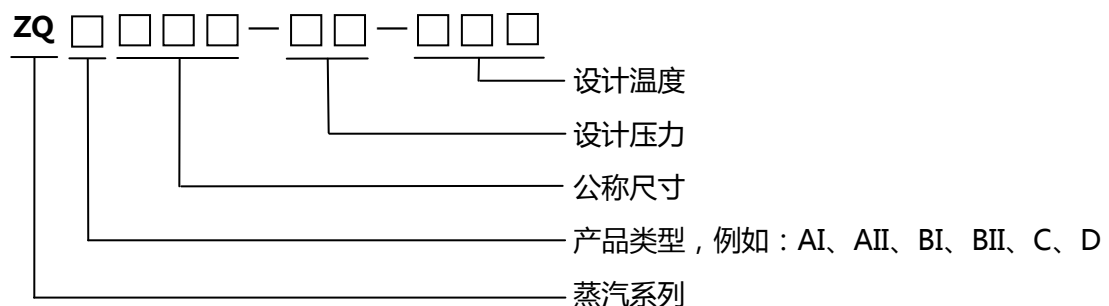 ZQ □ □□□ — □□ — □□□
设计温度
设计压力
公称尺寸
产品类型，例如：AI、AII、BI、BII、C、D
蒸汽系列